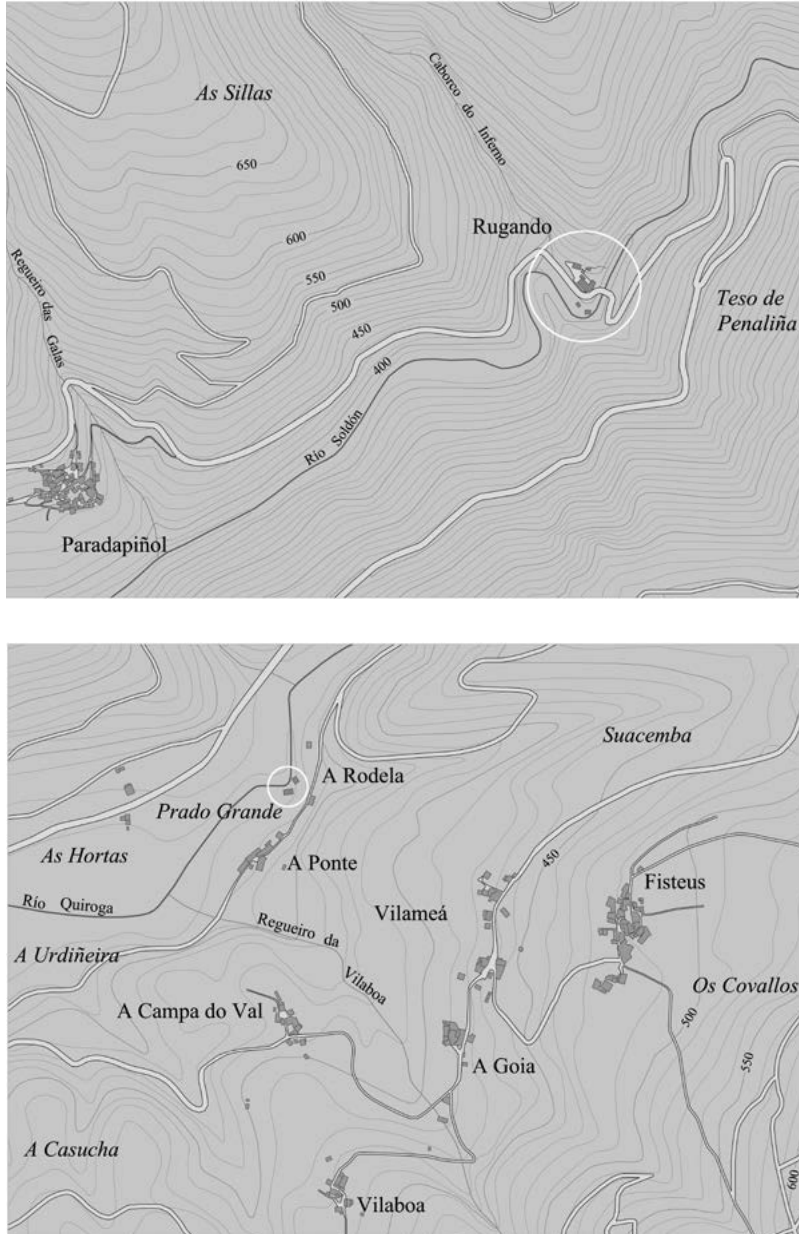 As Sillas
Caborco do Inferno
650
Rugando
600
Regueiro das Galas
550
500
Teso de
Penaliña
450
400
Río Soldón
Paradapiñol
Suacemba
A Rodela
Prado Grande
As Hortas
A Ponte
450
Fisteus
Río Quiroga
Vilameá
Regueiro da
Vilaboa
A Urdiñeira
Os Covallos
A Campa do Val
500
A Goia
550
A Casucha
600
Vilaboa